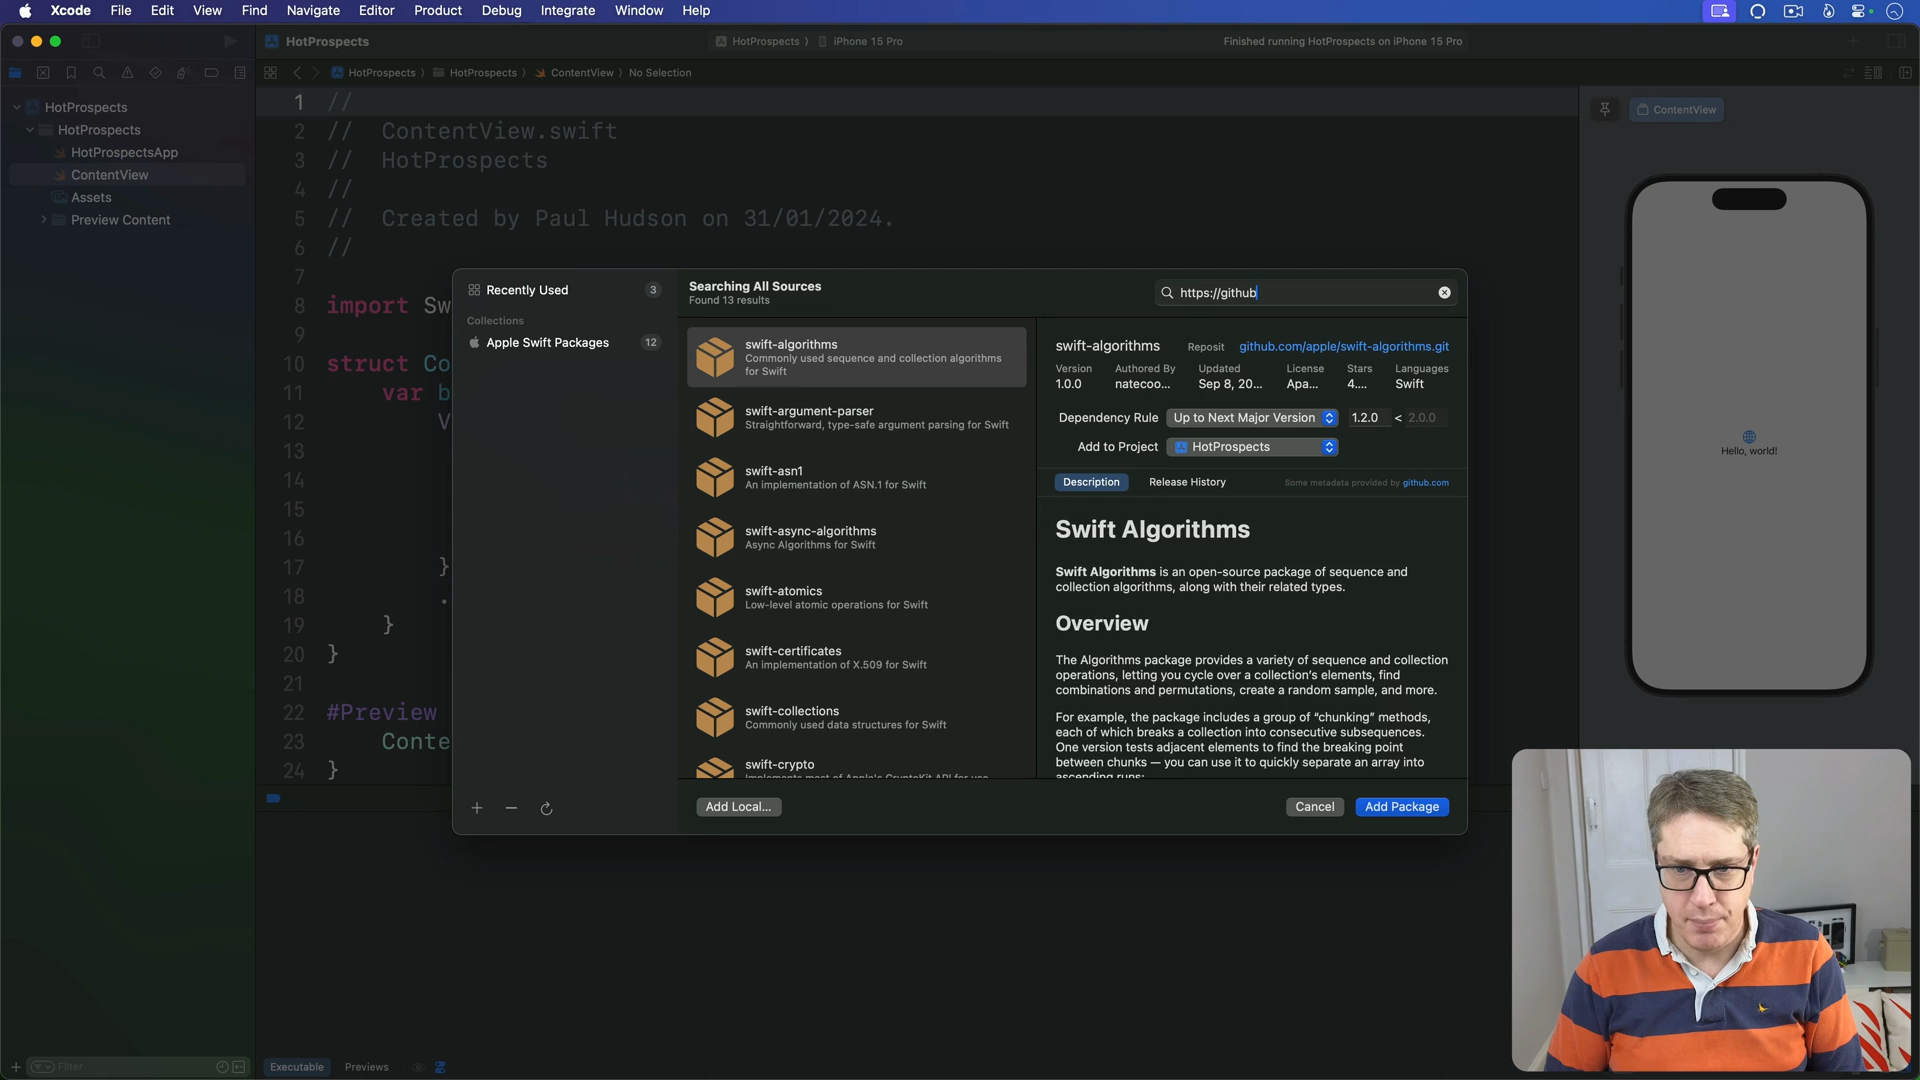 Xcode File Edit View Find Navigate Editor Product Debug Integrate Window Help
HotProspects
HotProspects iPhone 15 Pro
Finished running HotProspects on iPhone 15 Pro
HotProspects HotProspects ContentView No Selection
HotProspects
HotProspects
HotProspectsApp
ContentView
Assets
Preview Content
Filter
1 //
2 // ContentView.swift
3 // HotProspects
4 //
5 // Created by Paul Hudson on 31/01/2024.
6 //
7
8 import Sw
9
10 struct Co
11 var b
12 V
13
14
15
16
17 }
18 .
19 }
20 }
21
22 #Preview
23 Conte
24 }
Recently Used 3
Collections
Apple Swift Packages 12
Searching All Sources
Found 13 results
https://github
swift-algorithms
Commonly used sequence and collection algorithms
for Swift
swift-argument-parser
Straightforward, type-safe argument parsing for Swift
swift-asn1
An implementation of ASN.1 for Swift
swift-async-algorithms
Async Algorithms for Swift
swift-atomics
Low-level atomic operations for Swift
swift-certificates
An implementation of X.509 for Swift
swift-collections
Commonly used data structures for Swift
swift-crypto
Implements most of Apple's CryptoKit API for use
Add Local...
swift-algorithms Reposit github.com/apple/swift-algorithms.git
Version Authored By Updated License Stars Languages
1.0.0 natecoo... Sep 8, 20... Apa... 4.... Swift
Dependency Rule Up to Next Major Version 1.2.0 < 2.0.0
Add to Project HotProspects
Description Release History Some metadata provided by github.com
Swift Algorithms
Swift Algorithms is an open-source package of sequence and
collection algorithms, along with their related types.
Overview
The Algorithms package provides a variety of sequence and collection
operations, letting you cycle over a collection's elements, find
combinations and permutations, create a random sample, and more.
For example, the package includes a group of “chunking” methods,
each of which breaks a collection into consecutive subsequences.
One version tests adjacent elements to find the breaking point
between chunks — you can use it to quickly separate an array into
ascending runs:
Cancel Add Package
ContentView
Hello, world!
Executable Previews